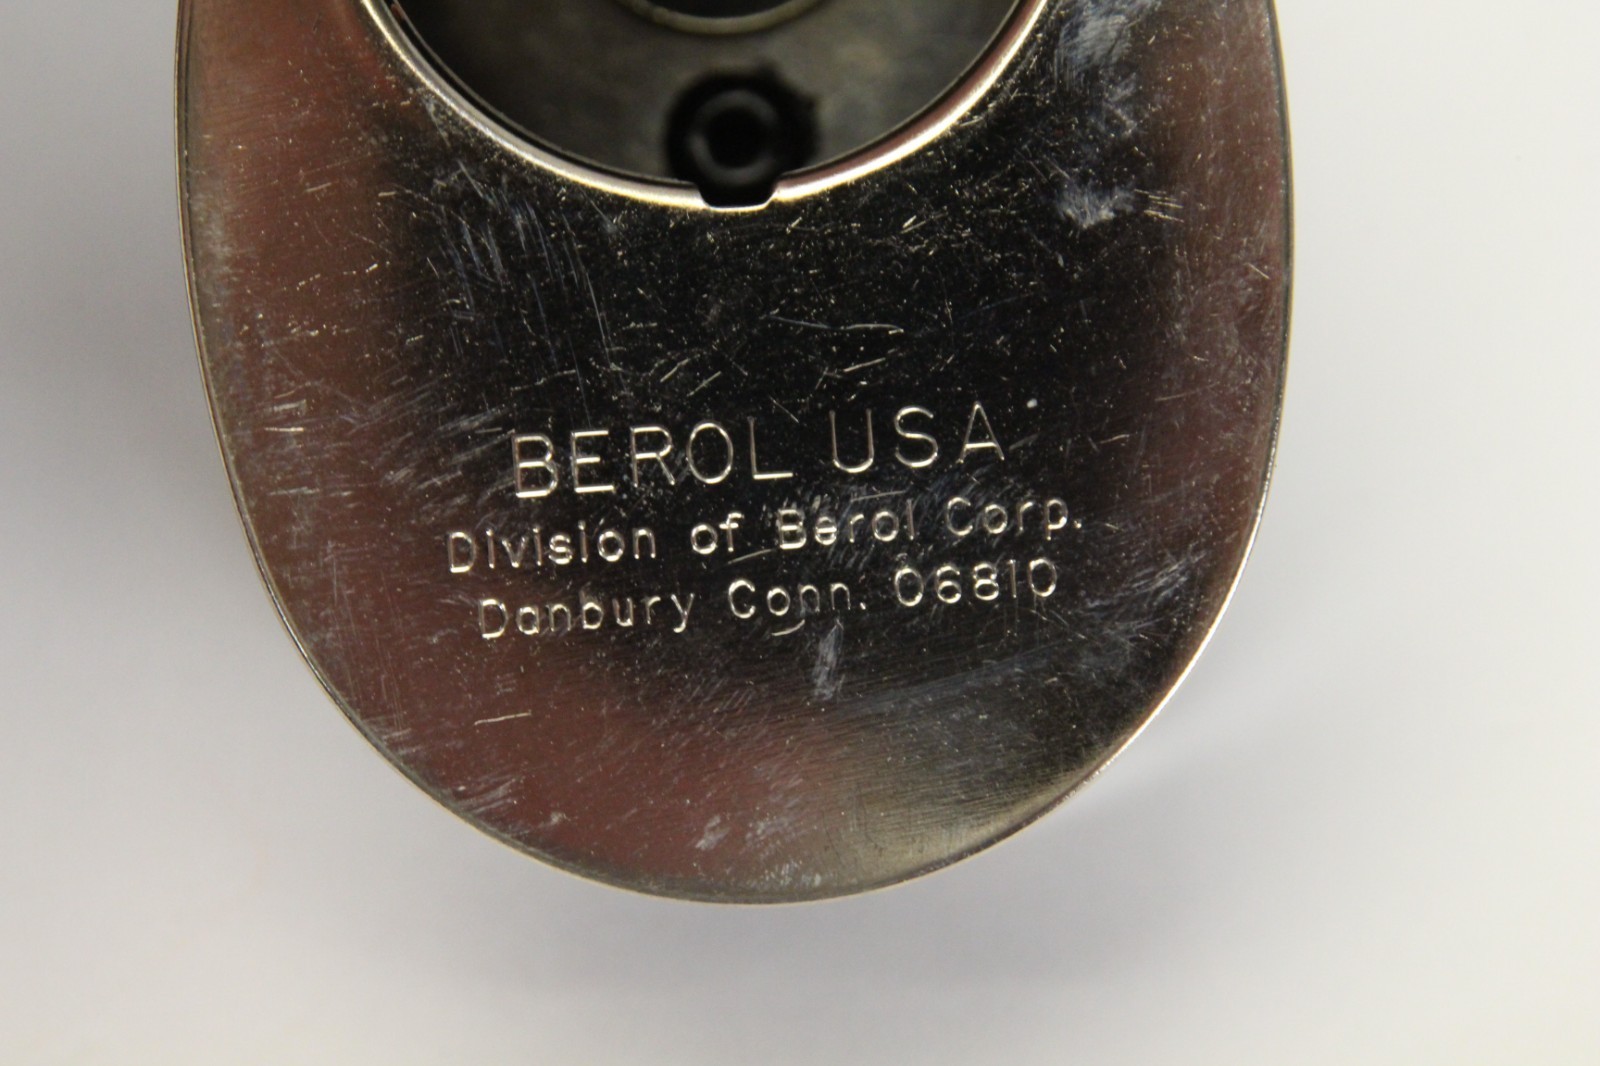 BEROL USA
Division of Berol Corp.
Danbury Conn. 06810